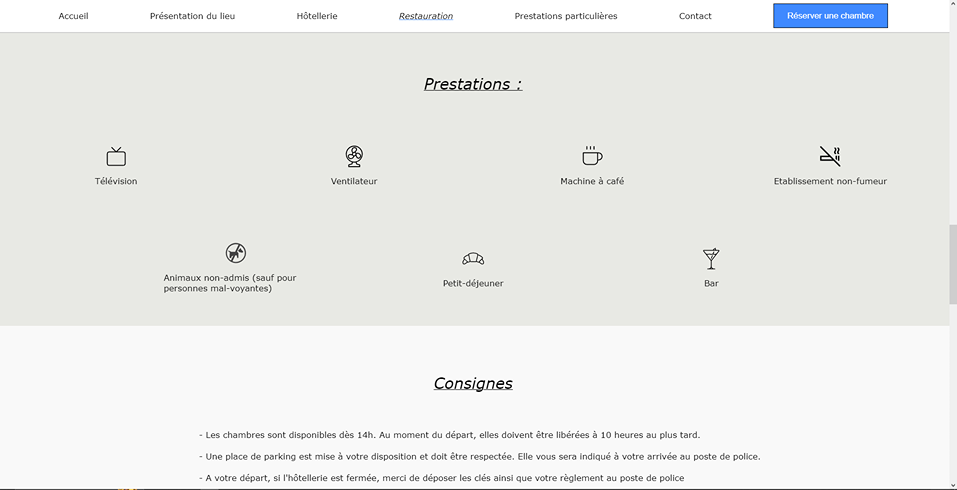 Accueil
Présentation du lieu
Hôtellerie
Restauration
Prestations particulières
Contact
Réserver une chambre
Prestations :
Télévision
Ventilateur
Machine à café
Etablissement non-fumeur
Animaux non-admis (sauf pour
personnes mal-voyantes)
Petit-déjeuner
Bar
Consignes
- Les chambres sont disponibles dès 14h. Au moment du départ, elles doivent être libérées à 10 heures au plus tard.
- Une place de parking est mise à votre disposition et doit être respectée. Elle vous sera indiqué à votre arrivée au poste de police.
- A votre départ, si l'hôtellerie est fermée, merci de déposer les clés ainsi que votre règlement au poste de police